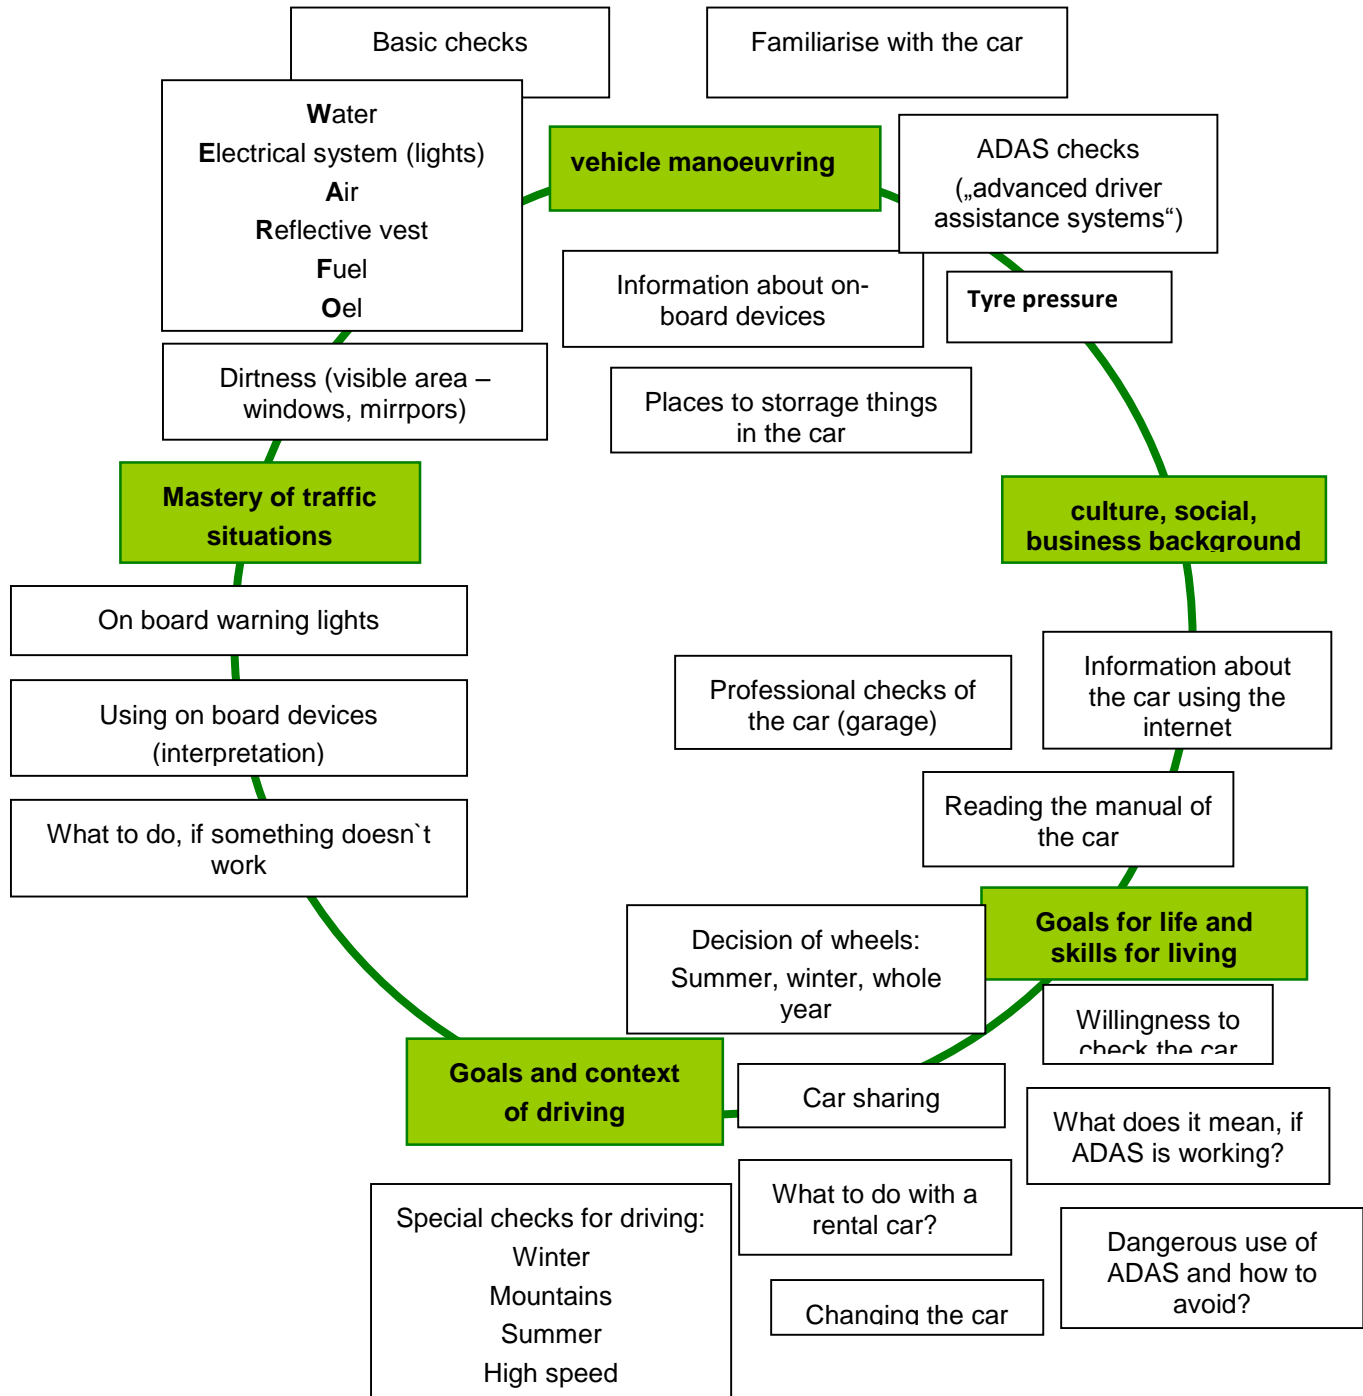 Basic checks
Familiarise with the car
Water
Electrical system (lights)
Air
Reflective vest
Fuel
Oel
vehicle manoeuvring
ADAS checks
(„advanced driver
assistance systems“)
Information about on-
board devices
Tyre pressure
Dirtness (visible area –
windows, mirrpors)
Places to storrage things
in the car
Mastery of traffic
situations
culture, social,
business background
On board warning lights
Using on board devices
(interpretation)
What to do, if something doesn`t
work
Professional checks of
the car (garage)
Information about
the car using the
internet
Reading the manual of
the car
Decision of wheels:
Summer, winter, whole
year
Goals for life and
skills for living
Willingness to
check the car
Goals and context
of driving
Car sharing
What does it mean, if
ADAS is working?
What to do with a
rental car?
Special checks for driving:
Winter
Mountains
Summer
High speed
Dangerous use of
ADAS and how to
avoid?
Changing the car